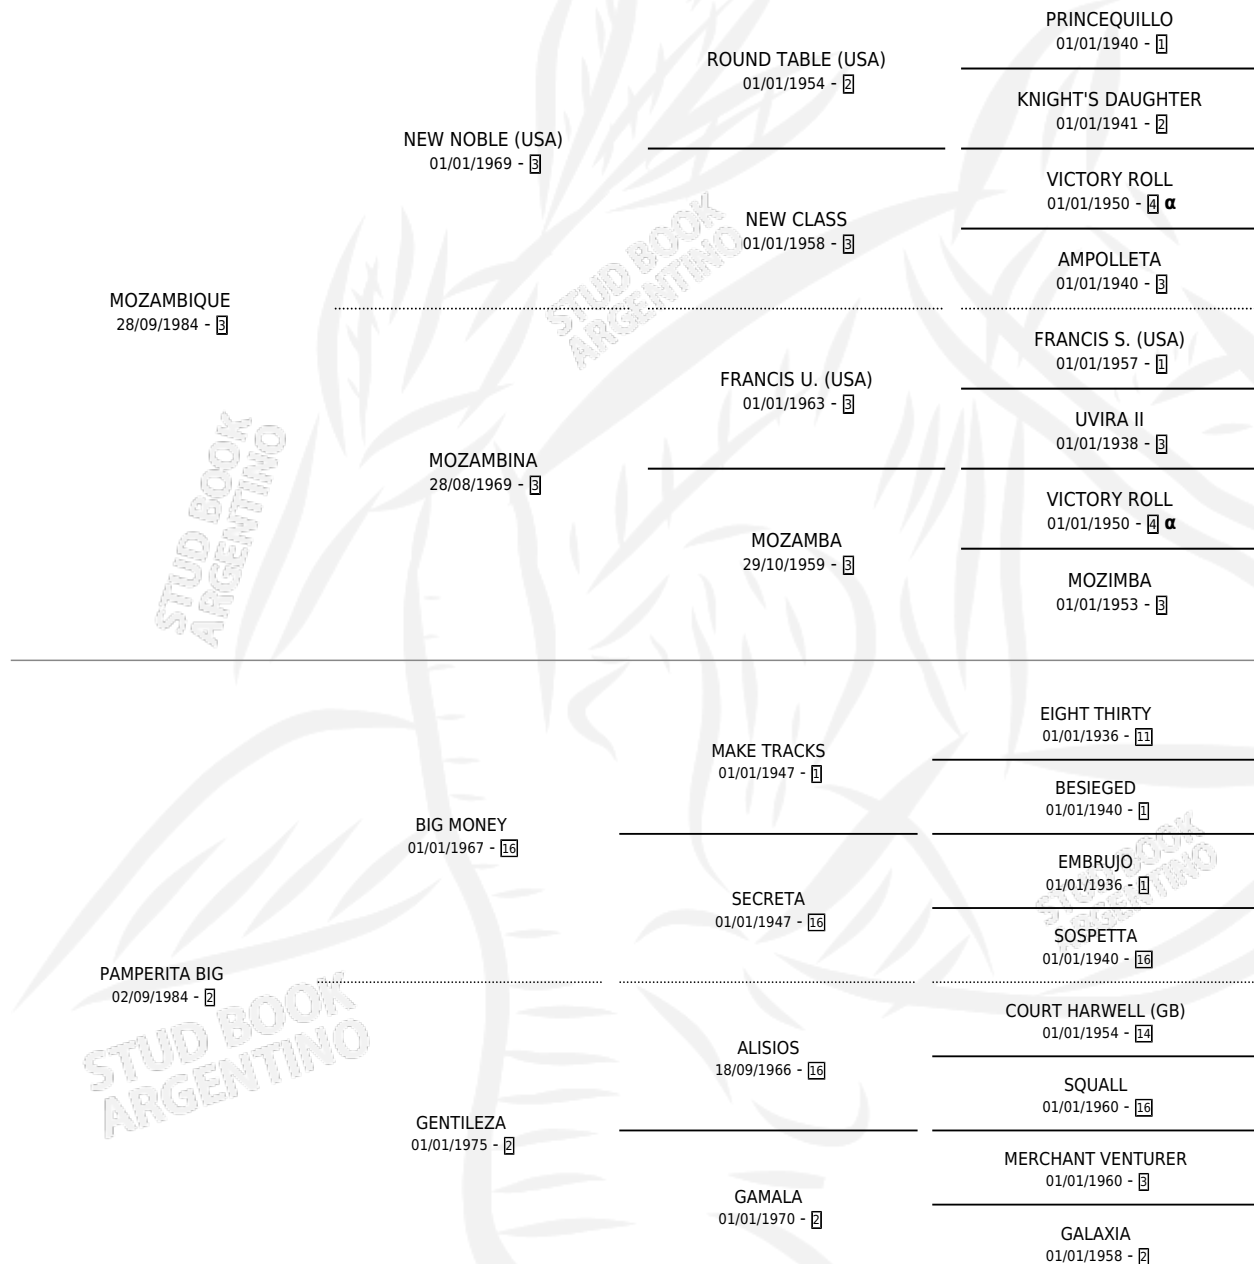 PRINCEQUILLO
01/01/1940 - 1
ROUND TABLE (USA)
01/01/1954 - 2
KNIGHT'S DAUGHTER
01/01/1941 - 2
NEW NOBLE (USA)
01/01/1969 - 3
VICTORY ROLL
01/01/1950 - 4 α
NEW CLASS
01/01/1958 - 3
AMPOLLETA
01/01/1940 - 3
MOZAMBIQUE
28/09/1984 - 3
FRANCIS S. (USA)
01/01/1957 - 1
FRANCIS U. (USA)
01/01/1963 - 3
UVIRA II
01/01/1938 - 3
MOZAMBINA
28/08/1969 - 3
VICTORY ROLL
01/01/1950 - 4 α
MOZAMBA
29/10/1959 - 3
MOZIMBA
01/01/1953 - 3
EIGHT THIRTY
01/01/1936 - 11
MAKE TRACKS
01/01/1947 - 1
BESIEGED
01/01/1940 - 1
BIG MONEY
01/01/1967 - 16
EMBRUJO
01/01/1936 - 1
SECRETA
01/01/1947 - 16
SOSPETTA
01/01/1940 - 16
PAMPERITA BIG
02/09/1984 - 2
COURT HARWELL (GB)
01/01/1954 - 14
ALISIOS
18/09/1966 - 16
SQUALL
01/01/1960 - 16
GENTILEZA
01/01/1975 - 2
MERCHANT VENTURER
01/01/1960 - 3
GAMALA
01/01/1970 - 2
GALAXIA
01/01/1958 - 2
STUD BOOK
ARGENTINO
STUD BOOK
ARGENTINO
STUD BOOK
ARGENTINO
STUD BOOK
ARGENTINO